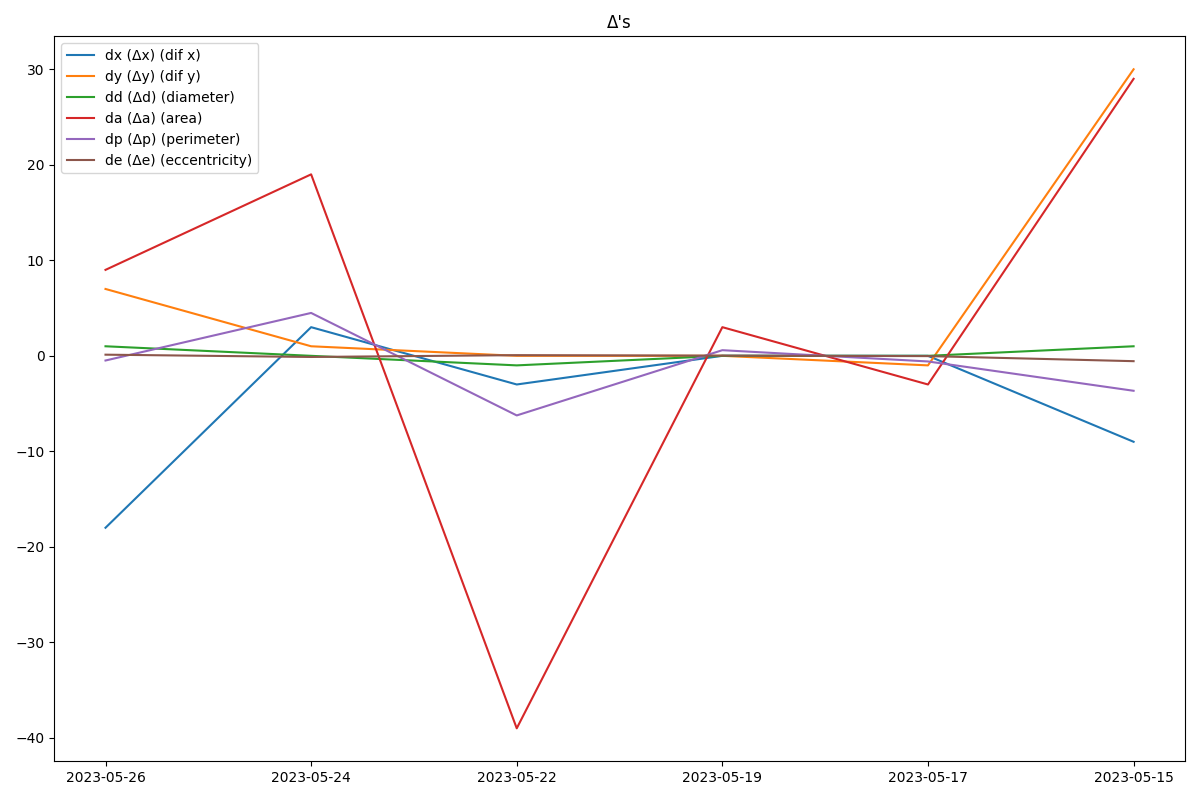 Δ's
dx (Δx) (dif x)
dy (Δy) (dif y)
dd (Δd) (diameter)
da (Δa) (area)
dp (Δp) (perimeter)
de (Δe) (eccentricity)
30
20
10
0
−10
−20
−30
−40
2023-05-26 2023-05-24 2023-05-22 2023-05-19 2023-05-17 2023-05-15